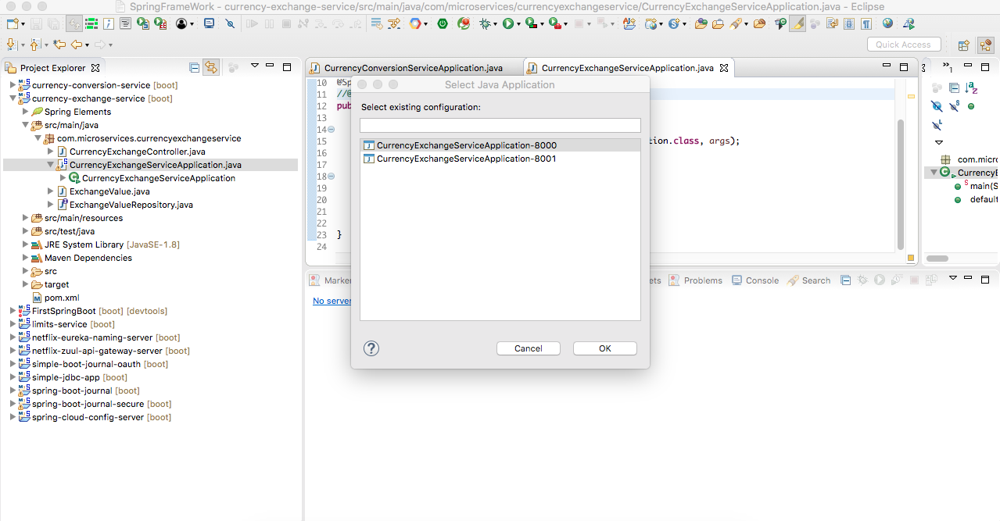 SpringFrameWork - currency-exchange-service/src/main/java/com/microservices/currencyexchangeservice/CurrencyExchangeServiceApplication.java - Eclipse
Quick Access
Project Explorer
currency-conversion-service [boot]
currency-exchange-service [boot]
Spring Elements
src/main/java
com.microservices.currencyexchangeservice
CurrencyExchangeController.java
CurrencyExchangeServiceApplication.java
CurrencyExchangeServiceApplication
ExchangeValue.java
ExchangeValueRepository.java
src/main/resources
src/test/java
JRE System Library [JavaSE-1.8]
Maven Dependencies
src
target
pom.xml
FirstSpringBoot [boot] [devtools]
limits-service [boot]
netflix-eureka-naming-server [boot]
netflix-zuul-api-gateway-server [boot]
simple-boot-journal-oauth [boot]
simple-jdbc-app [boot]
spring-boot-journal [boot]
spring-boot-journal-secure [boot]
spring-cloud-config-server [boot]
CurrencyConversionServiceApplication.java
CurrencyExchangeServiceApplication.java
10 @Sp
11 //@
12 pub
13
14
15 ion.class, args);
16
17
18
19
20
21
22
23 }
24
Select Java Application
Select existing configuration:
CurrencyExchangeServiceApplication-8000
CurrencyExchangeServiceApplication-8001
Cancel
OK
Marke
ets
Problems
Console
Search
No server
1
com.micro
CurrencyE
main(S
default